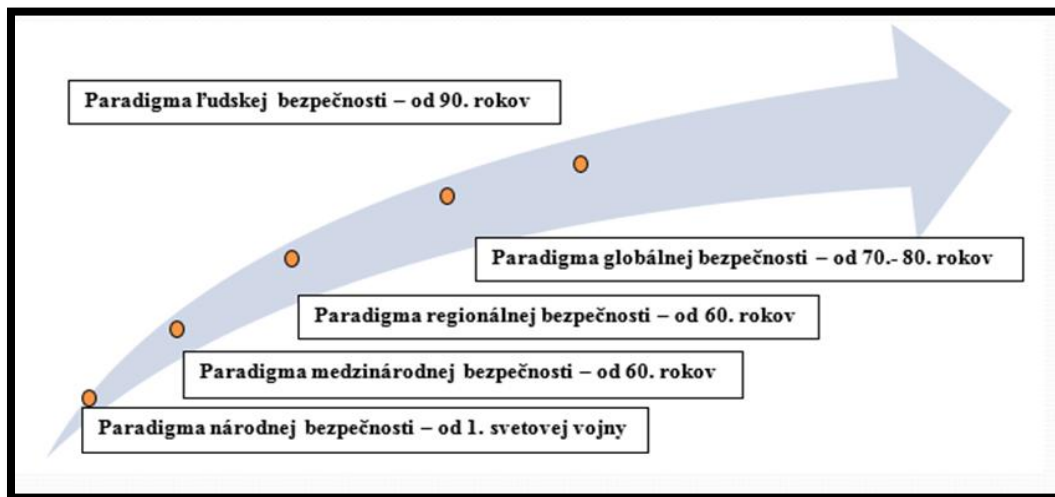 Paradigma ľudskej bezpečnosti – od 90. rokov
Paradigma globálnej bezpečnosti – od 70.- 80. rokov
Paradigma regionálnej bezpečnosti – od 60. rokov
Paradigma medzinárodnej bezpečnosti – od 60. rokov
Paradigma národnej bezpečnosti – od 1. svetovej vojny